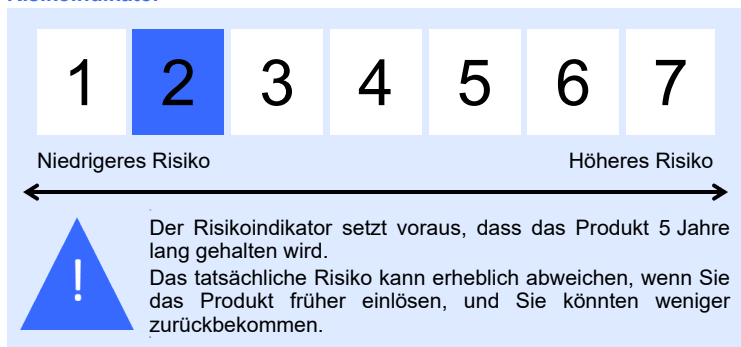 Risikoindikator
1 2 3 4 5 6 7
Niedrigeres Risiko Höheres Risiko
!
Der Risikoindikator setzt voraus, dass das Produkt 5 Jahre
lang gehalten wird.
Das tatsächliche Risiko kann erheblich abweichen, wenn Sie
das Produkt früher einlösen, und Sie könnten weniger
zurückbekommen.